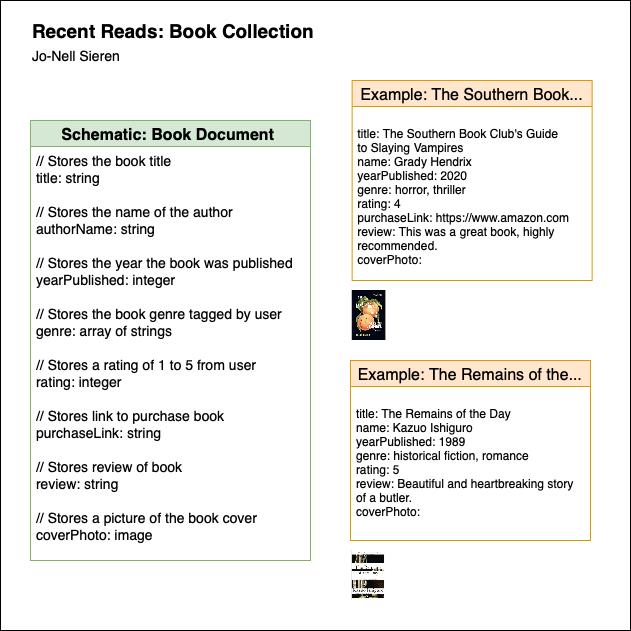 Recent Reads: Book Collection
Jo-Nell Sieren
Schematic: Book Document
// Stores the book title
title: string
// Stores the name of the author
authorName: string
// Stores the year the book was published
yearPublished: integer
// Stores the book genre tagged by user
genre: array of strings
// Stores a rating of 1 to 5 from user
rating: integer
// Stores link to purchase book
purchaseLink: string
// Stores review of book
review: string
// Stores a picture of the book cover
coverPhoto: image
Example: The Southern Book...
title: The Southern Book Club's Guide
to Slaying Vampires
name: Grady Hendrix
yearPublished: 2020
genre: horror, thriller
rating: 4
purchaseLink: https://www.amazon.com
review: This was a great book, highly
recommended.
coverPhoto:
Example: The Remains of the...
title: The Remains of the Day
name: Kazuo Ishiguro
yearPublished: 1989
genre: historical fiction, romance
rating: 5
review: Beautiful and heartbreaking story
of a butler.
coverPhoto: